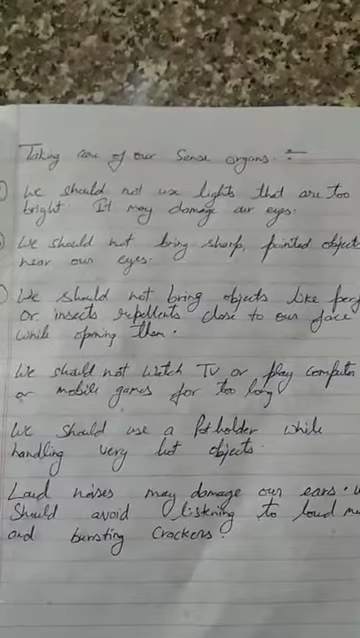 Taking care of our Sense organs :-
We should not use lights that are too
bright. It may damage our eyes.
We should not bring sharp, pointed objects
near our eyes.
We should not bring objects like
or insects repellents close to our face
while opening them.
We should not Watch TV or play computer
or mobile games for too long
We should use a Potholder while
handling very hot objects.
Loud noises may damage our ears.
Should avoid listening to loud
and bursting Crackers.